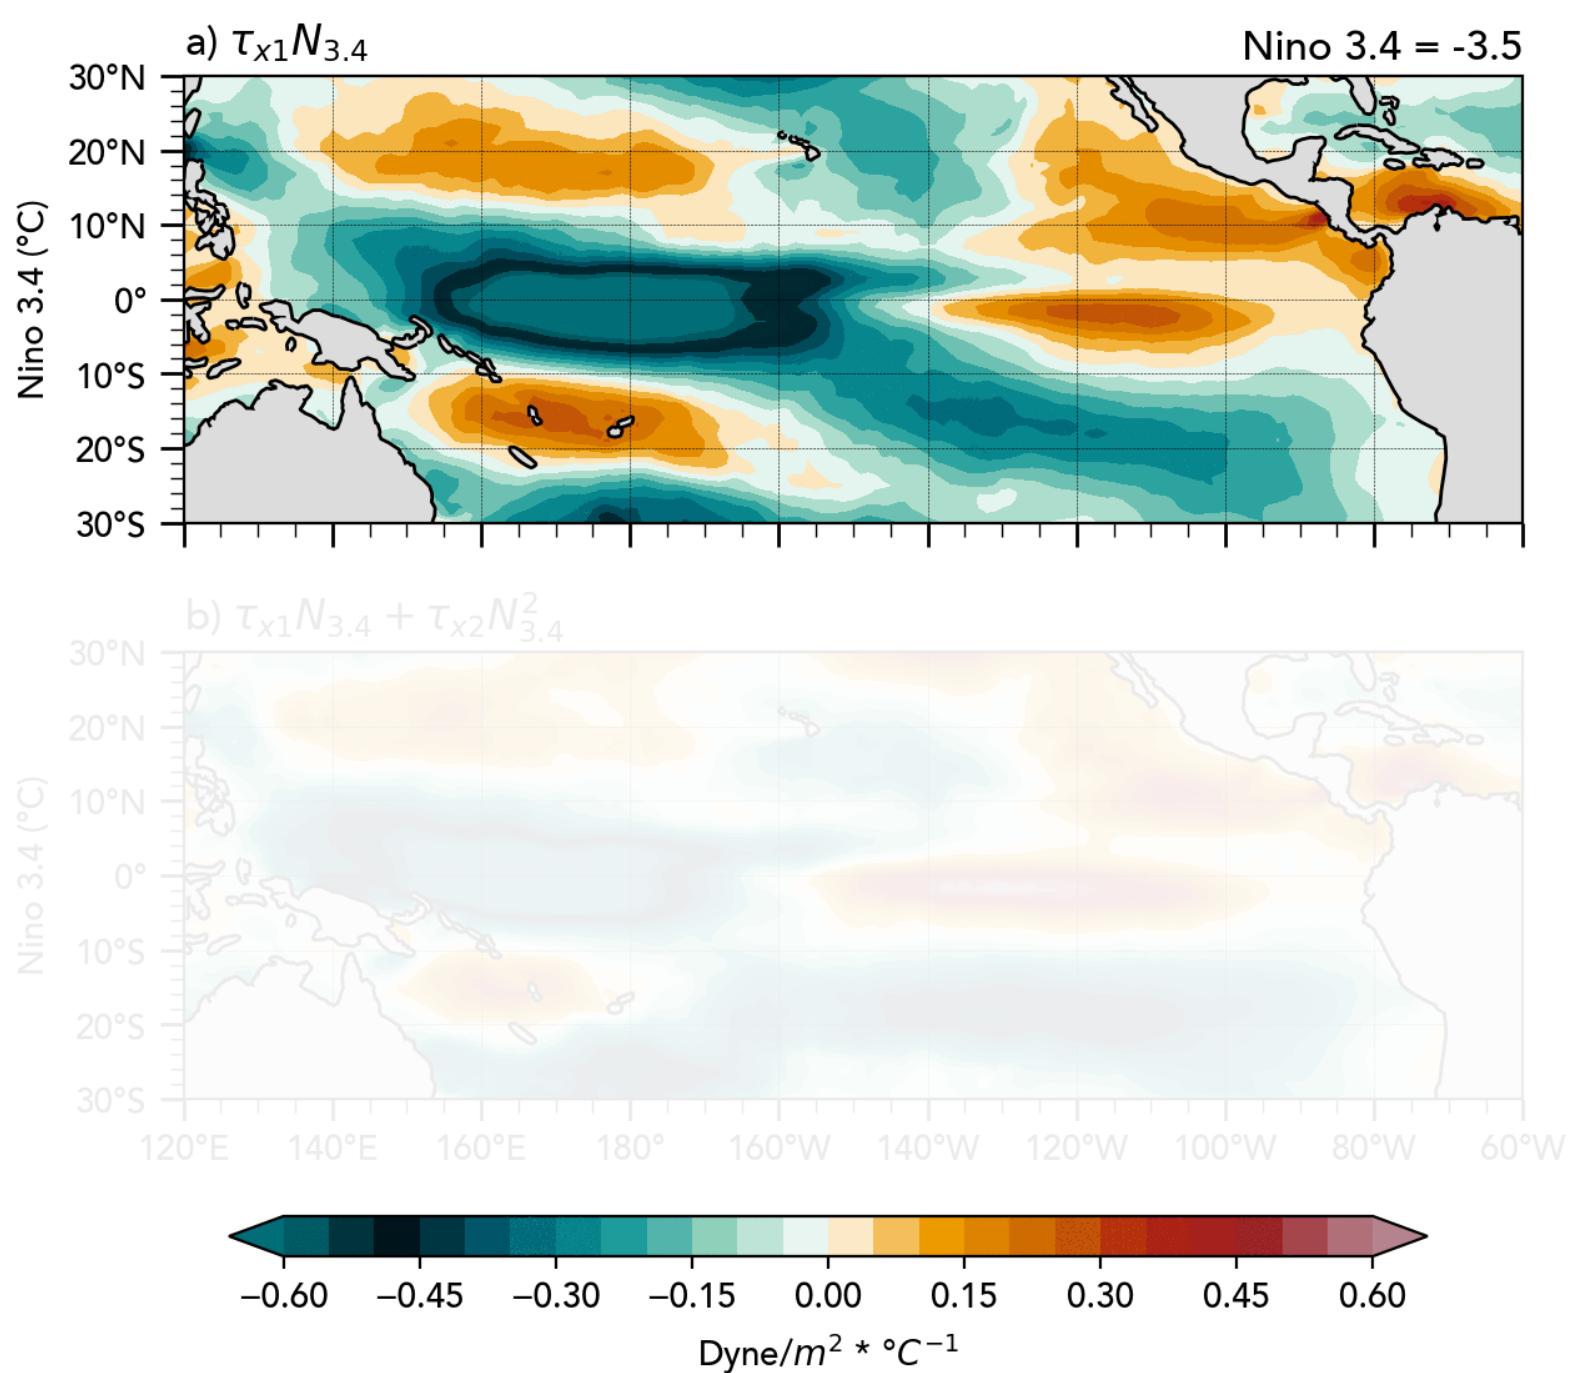 a) τx1N3.4
Nino 3.4 = -3.5
30°N
20°N
10°N
0°
10°S
20°S
30°S
Nino 3.4 (°C)
b) τx1N3.4 + τx2N²3.4
30°N
20°N
10°N
0°
10°S
20°S
30°S
Nino 3.4 (°C)
120°E 140°E 160°E 180° 160°W 140°W 120°W 100°W 80°W 60°W
−0.60 −0.45 −0.30 −0.15 0.00 0.15 0.30 0.45 0.60
Dyne/m² * °C⁻¹